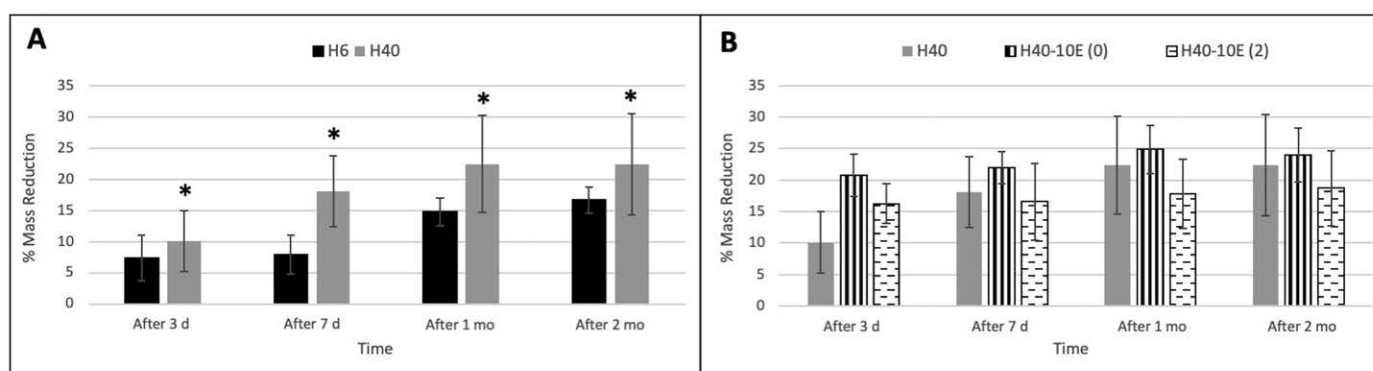 A
H6 H40
% Mass Reduction
35
30
25
20
15
10
5
0
* * * *
After 3 d After 7 d After 1 mo After 2 mo
Time
B
H40 H40-10E (0) H40-10E (2)
% Mass Reduction
35
30
25
20
15
10
5
0
After 3 d After 7 d After 1 mo After 2 mo
Time